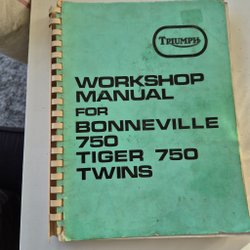 TRIUMPH
WORKSHOP
MANUAL
FOR
BONNEVILLE
750
TIGER 750
TWINS